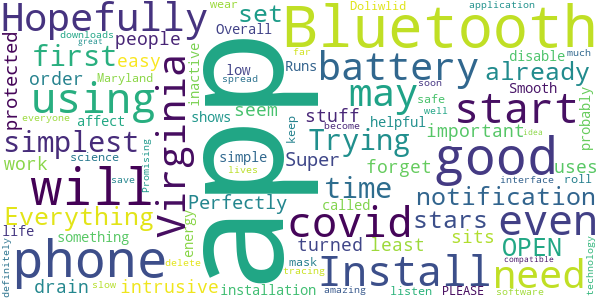 Hopefully
set
Overall
wear
Doliwlid
application
downloads
great
people
first
easy
inactive
low
spread
Runs
far
Bluetooth
battery
disable
already
much
soon
Smooth
protected
order
Maryland
using
Virginia
app
shows
seem
keep
stuff
may
helpful
safe
well
start
everyone
affect
simplest
science
Promising
simple
lives
Super
Trying
become
important
probably
idea
good
work
will
save
Perfectly
time
forget
uses
interface
roll
notification
Everything
energy
covid
called
stars
sits
even
life
something
turned
least
OPEN
technology
definitely
phone
delete
installation
mask
tracing
Install
need
drain
slow
intrusive
amazing
listen
PLEASE
compatible
software